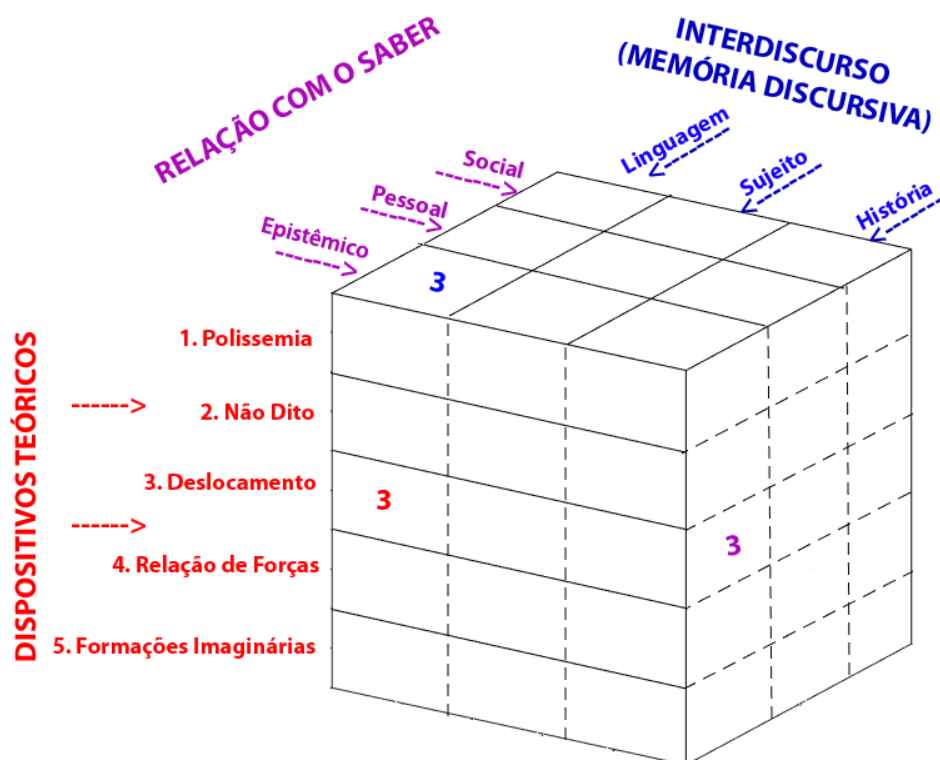 RELAÇÃO COM O SABER
INTERDISCURSO
(MEMÓRIA DISCURSIVA)
Social
Pessoal
Epistêmico
Linguagem
Sujeito
História
3
DISPOSITIVOS TEÓRICOS
1. Polissemia
2. Não Dito
3. Deslocamento
4. Relação de Forças
5. Formações Imaginárias
3
3